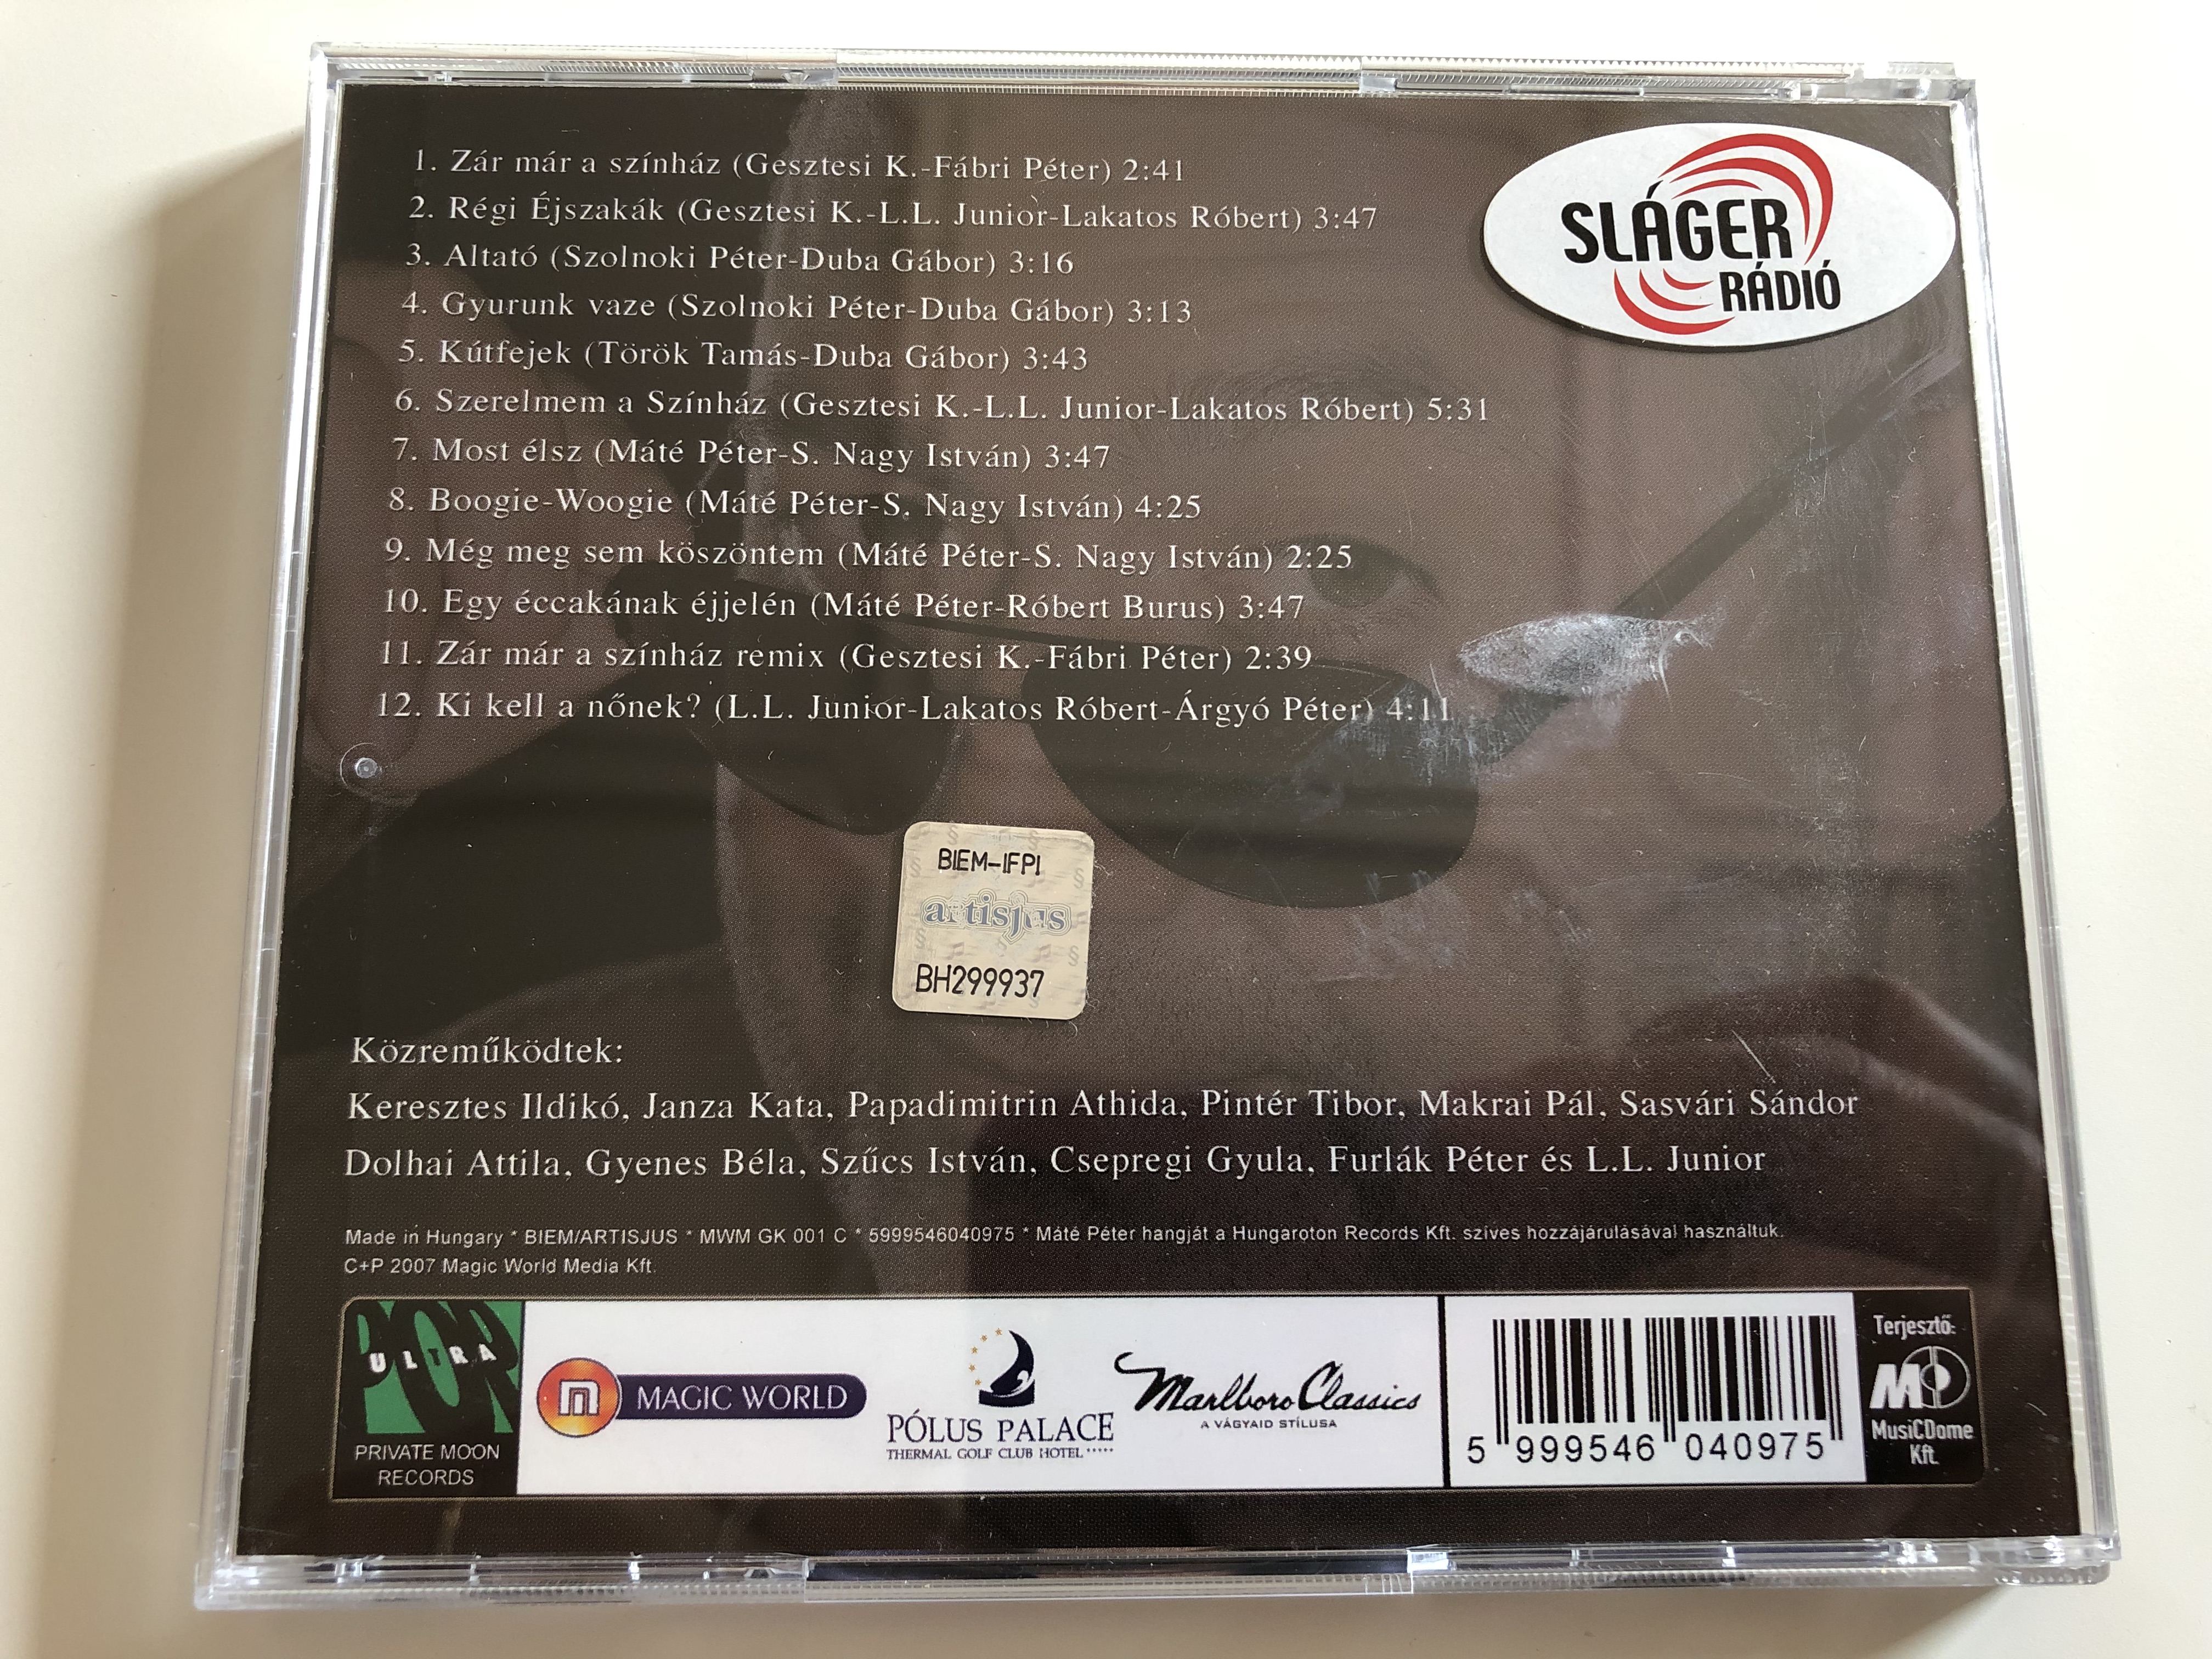 1. Zár már a színház (Gesztesi K.-Fábri Péter) 2:41
2. Régi Éjszakák (Gesztesi K.-L.L. Junior-Lakatos Róbert) 3:47
3. Altató (Szolnoki Péter-Duba Gábor) 3:16
4. Gyurunk vaze (Szolnoki Péter-Duba Gábor) 3:13
5. Kútfejek (Török Tamás-Duba Gábor) 3:43
6. Szerelmem a Színház (Gesztesi K.-L.L. Junior-Lakatos Róbert) 5:31
7. Most élsz (Máté Péter-S. Nagy István) 3:47
8. Boogie-Woogie (Máté Péter-S. Nagy István) 4:25
9. Még meg sem köszöntem (Máté Péter-S. Nagy István) 2:25
10. Egy éccakának éjjelén (Máté Péter-Róbert Burus) 3:47
11. Zár már a színház remix (Gesztesi K.-Fábri Péter) 2:39
12. Ki kell a nőnek? (L.L. Junior-Lakatos Róbert-Árgyó Péter) 4:11
SLÁGER
RÁDIÓ
BIEM-IFPI
artisjus
BH299937
Közreműködtek:
Keresztes Ildikó, Janza Kata, Papadimitrin Athida, Pintér Tibor, Makrai Pál, Sasvári Sándor
Dolhai Attila, Gyenes Béla, Szűcs István, Csepregi Gyula, Furlák Péter és L.L. Junior
Made in Hungary * BIEM/ARTISJUS * MWM GK 001 C * 5999546040975 * Máté Péter hangját a Hungaroton Records Kft. szíves hozzájárulásával használtuk.
C+P 2007 Magic World Media Kft.
POP
ULTRA
PRIVATE MOON
RECORDS
MAGIC WORLD
PÓLUS PALACE
THERMAL GOLF CLUB HOTEL *****
Marlboro Classics
A VÁGYAID STÍLUSA
5 999546 040975
Terjesztő:
MD
MusiCDome
Kft.